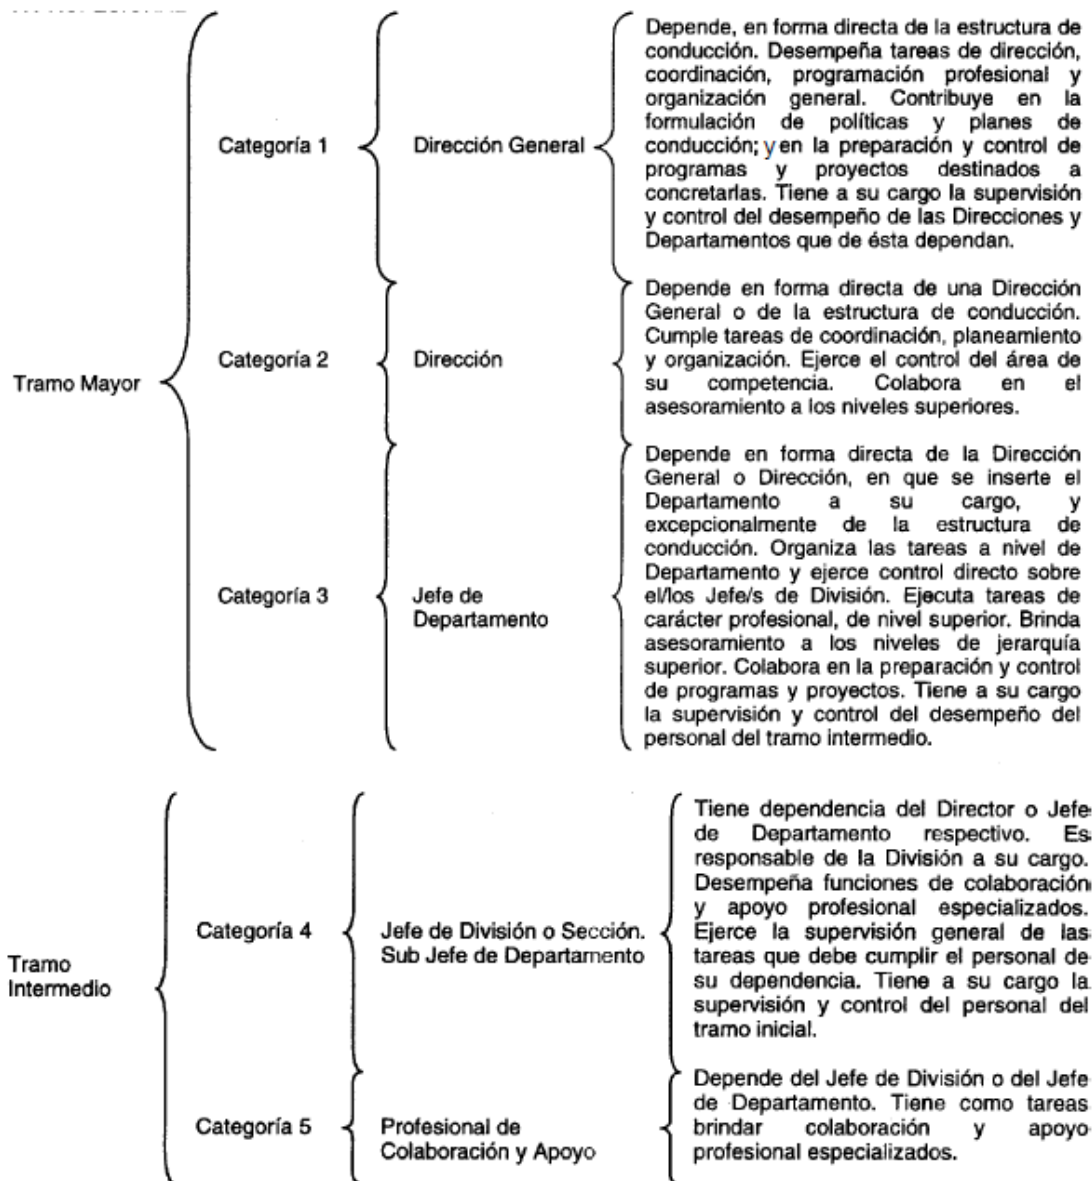 Depende, en forma directa de la estructura de
conducción. Desempeña tareas de dirección,
coordinación, programación profesional y
organización general. Contribuye en la
formulación de políticas y planes de
Categoría 1
Dirección General
conducción; y en la preparación y control de
programas y proyectos destinados a
concretarlas. Tiene a su cargo la supervisión
y control del desempeño de las Direcciones y
Departamentos que de ésta dependan.
Depende en forma directa de una Dirección
General o de la estructura de conducción.
Cumple tareas de coordinación, planeamiento
Tramo Mayor
Categoría 2
Dirección
y organización. Ejerce el control del área de
su competencia. Colabora en el
asesoramiento a los niveles superiores.
Depende en forma directa de la Dirección
General o Dirección, en que se inserte el
Departamento a su cargo, y
excepcionalmente de la estructura de
conducción. Organiza las tareas a nivel de
Categoría 3
Jefe de
Departamento
Departamento y ejerce control directo sobre
el/los Jefe/s de División. Ejecuta tareas de
carácter profesional, de nivel superior. Brinda
asesoramiento a los niveles de jerarquía
superior. Colabora en la preparación y control
de programas y proyectos. Tiene a su cargo
la supervisión y control del desempeño del
personal del tramo intermedio.
Tiene dependencia del Director o Jefe
de Departamento respectivo. Es
responsable de la División a su cargo.
Desempeña funciones de colaboración
y apoyo profesional especializados.
Tramo
Intermedio
Categoría 4
Jefe de División o Sección.
Sub Jefe de Departamento
Ejerce la supervisión general de las
tareas que debe cumplir el personal de
su dependencia. Tiene a su cargo la
supervisión y control del personal del
tramo inicial.
Categoría 5
Profesional de
Colaboración y Apoyo
Depende del Jefe de División o del Jefe
de Departamento. Tiene como tareas
brindar colaboración y apoyo
profesional especializados.